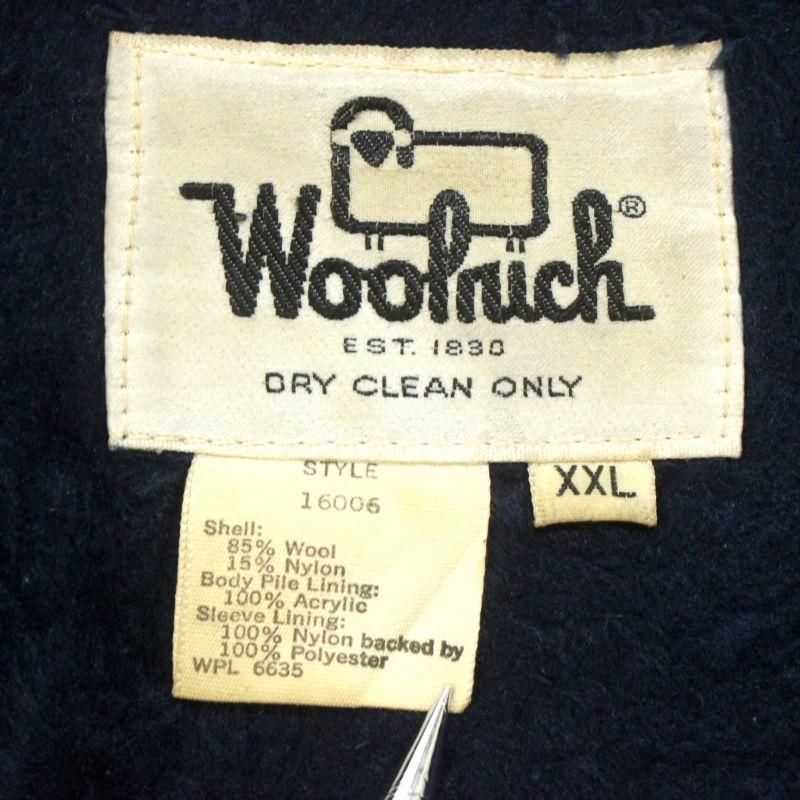 Woolrich®
EST. 1830
DRY CLEAN ONLY
STYLE
16006
Shell:
85% Wool
15% Nylon
Body Pile Lining:
100% Acrylic
Sleeve Lining:
100% Nylon backed by
100% Polyester
WPL 6635
XXL